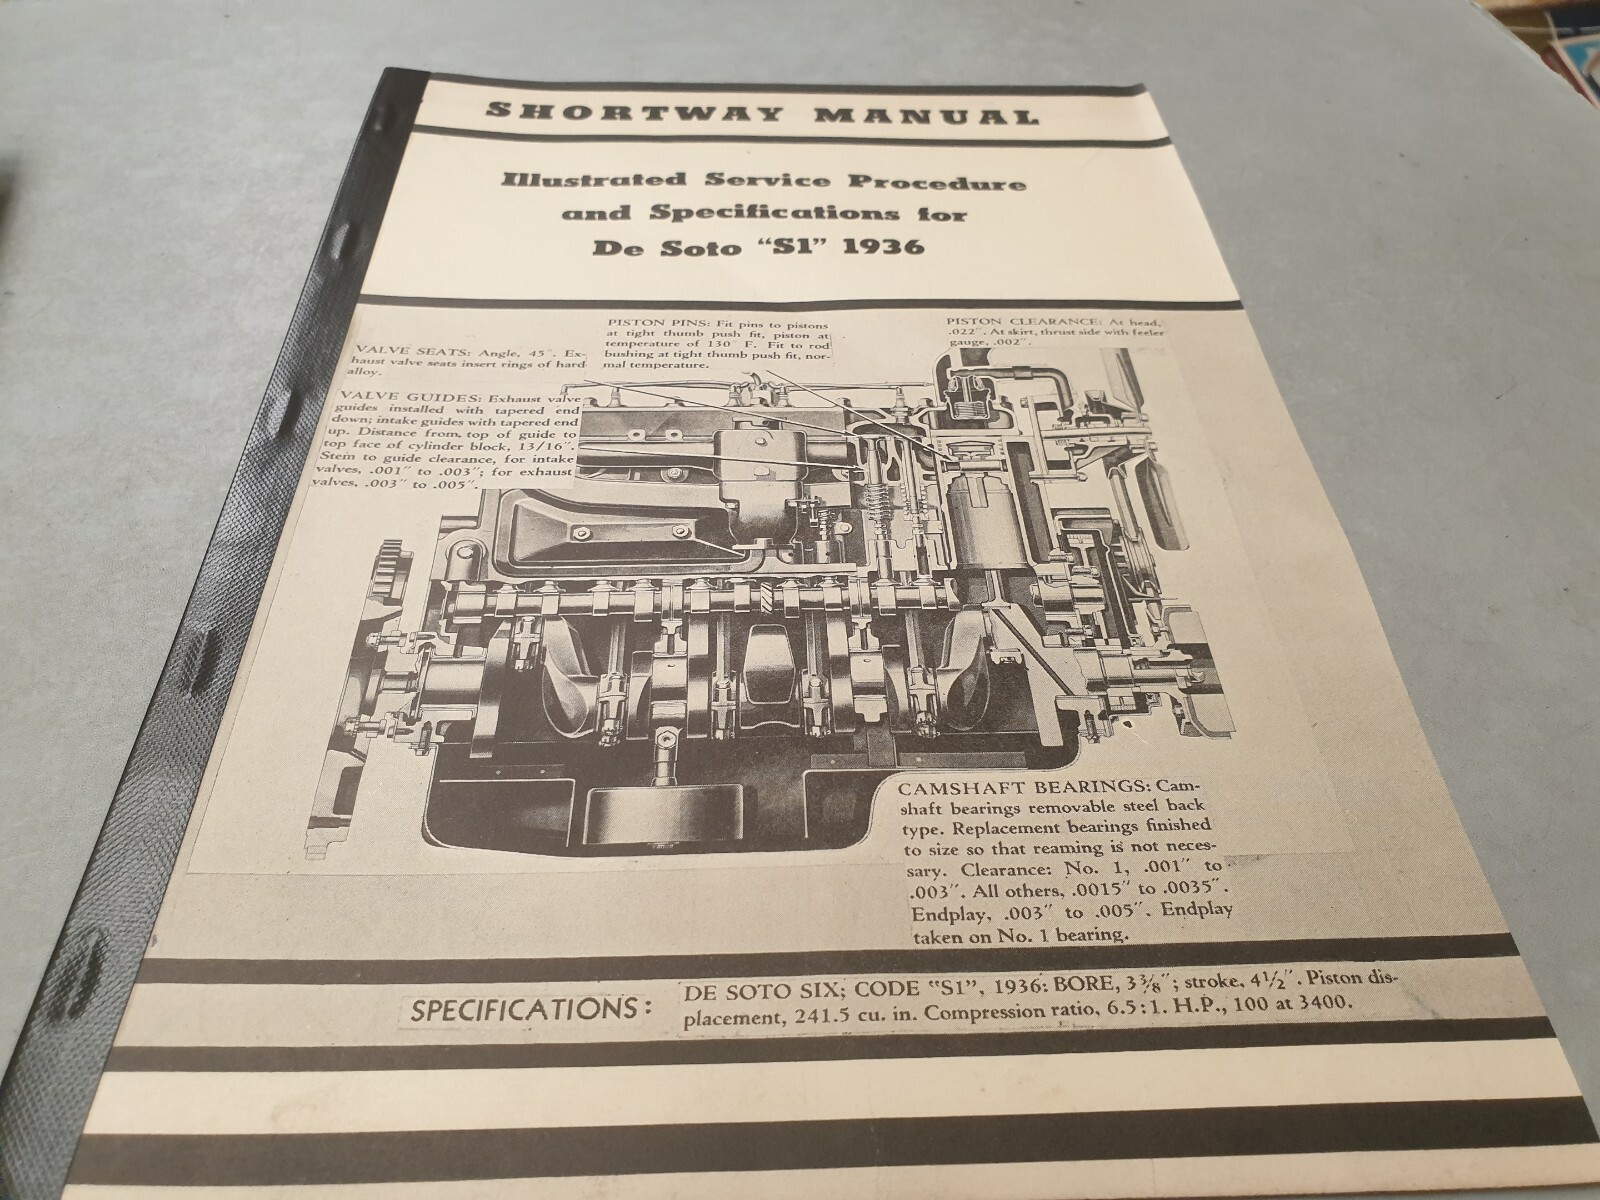 SHORTWAY MANUAL
Illustrated Service Procedure
and Specifications for
De Soto “S1” 1936
PISTON PINS: Fit pins to pistons
at tight thumb push fit, piston at
temperature of 130° F. Fit to rod
bushing at tight thumb push fit, nor-
mal temperature.
PISTON CLEARANCE: At head,
.022″. At skirt, thrust side with feeler
gauge, .002″.
VALVE SEATS: Angle, 45°. Ex-
haust valve seats insert rings of hard
alloy.
VALVE GUIDES: Exhaust valve
guides installed with tapered end
down; intake guides with tapered end
up. Distance from top of guide to
top face of cylinder block, 13/16″.
Stem to guide clearance, for intake
valves, .001″ to .003″; for exhaust
valves, .003″ to .005″.
CAMSHAFT BEARINGS: Cam-
shaft bearings removable steel back
type. Replacement bearings finished
to size so that reaming is not neces-
sary. Clearance: No. 1, .001″ to
.003″. All others, .0015″ to .0035″.
Endplay, .003″ to .005″. Endplay
taken on No. 1 bearing.
SPECIFICATIONS:
DE SOTO SIX; CODE “S1”, 1936: BORE, 3⅜″; stroke, 4½″. Piston dis-
placement, 241.5 cu. in. Compression ratio, 6.5:1. H.P., 100 at 3400.